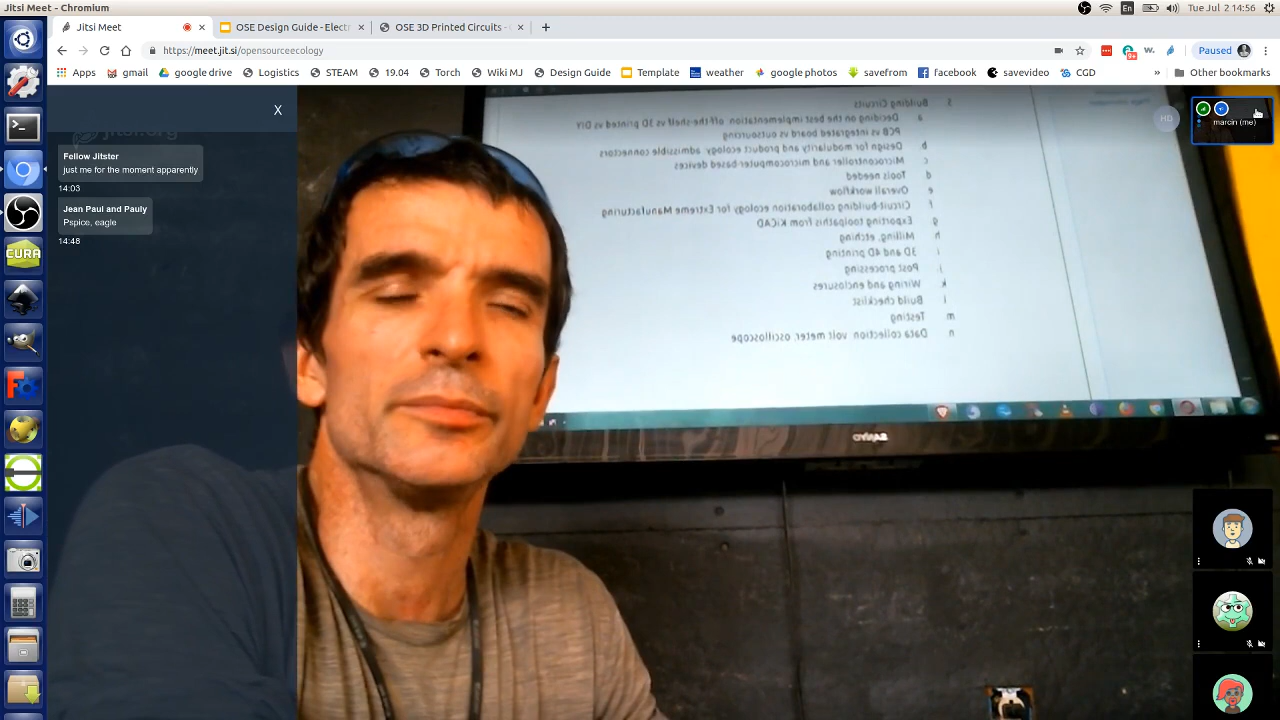 Jitsi Meet - Chromium
En
Tue Jul 2 14:56
Jitsi Meet
OSE Design Guide - Electr
OSE 3D Printed Circuits -
https://meet.jit.si/opensourceecology
Paused
Apps
gmail
google drive
Logistics
STEAM
19.04
Torch
Wiki MJ
Design Guide
Template
weather
google photos
savefrom
facebook
savevideo
CGD
»
Other bookmarks
X
jitsi.org
Fellow Jitster
just me for the moment apparently
14:03
Jean Paul and Pauly
Pspice, eagle
14:48
HD
marcin (me)
CURA
5 Building Circuits
a Deciding on the best implementation: off-the-shelf vs 3D printed vs DIY
PCB vs integrated board vs outsourcing
b Design for modularity and product ecology: admissible connectors
c Microcontroller and microcomputer-based devices
d Tools needed
e Overall workflow
f Circuit-building collaboration ecology for Extreme Manufacturing
g Exporting toolpaths from KiCAD
h Milling, etching
i 3D and 4D printing
j Post processing
k Wiring and enclosures
l Build checklist
m Testing
n Data collection: volt meter, oscilloscope
SANYO